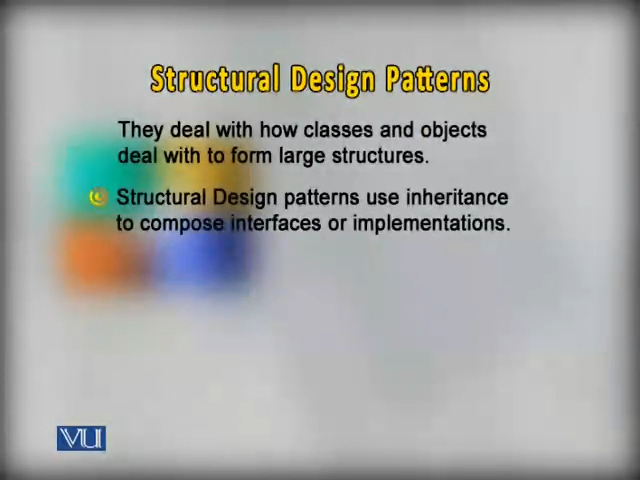 Structural Design Patterns
They deal with how classes and objects
deal with to form large structures.
Structural Design patterns use inheritance
to compose interfaces or implementations.
VU